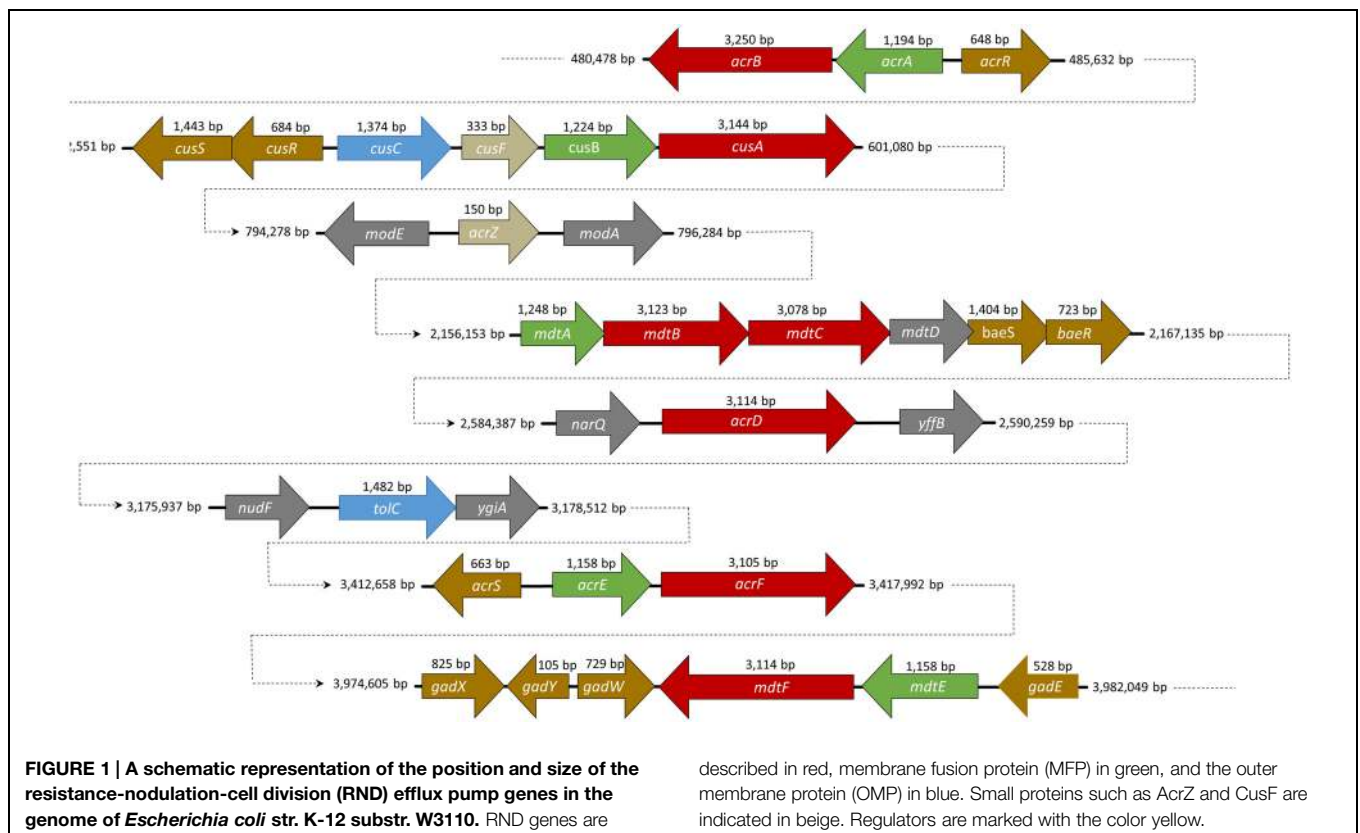 3,250 bp 1,194 bp 648 bp
480,478 bp acrB acrA acrR 485,632 bp
1,443 bp 684 bp 1,374 bp 333 bp 1,224 bp 3,144 bp
,551 bp cusS cusR cusC cusF cusB cusA 601,080 bp
150 bp
794,278 bp modE acrZ modA 796,284 bp
1,248 bp 3,123 bp 3,078 bp 1,404 bp 723 bp
2,156,153 bp mdtA mdtB mdtC mdtD baeS baeR 2,167,135 bp
3,114 bp
2,584,387 bp narQ acrD yffB 2,590,259 bp
1,482 bp
3,175,937 bp nudF tolC ygiA 3,178,512 bp
663 bp 1,158 bp 3,105 bp
3,412,658 bp acrS acrE acrF 3,417,992 bp
825 bp 105 bp 729 bp 3,114 bp 1,158 bp 528 bp
3,974,605 bp gadX gadY gadW mdtF mdtE gadE 3,982,049 bp
FIGURE 1 | A schematic representation of the position and size of the
resistance-nodulation-cell division (RND) efflux pump genes in the
genome of Escherichia coli str. K-12 substr. W3110. RND genes are
described in red, membrane fusion protein (MFP) in green, and the outer
membrane protein (OMP) in blue. Small proteins such as AcrZ and CusF are
indicated in beige. Regulators are marked with the color yellow.